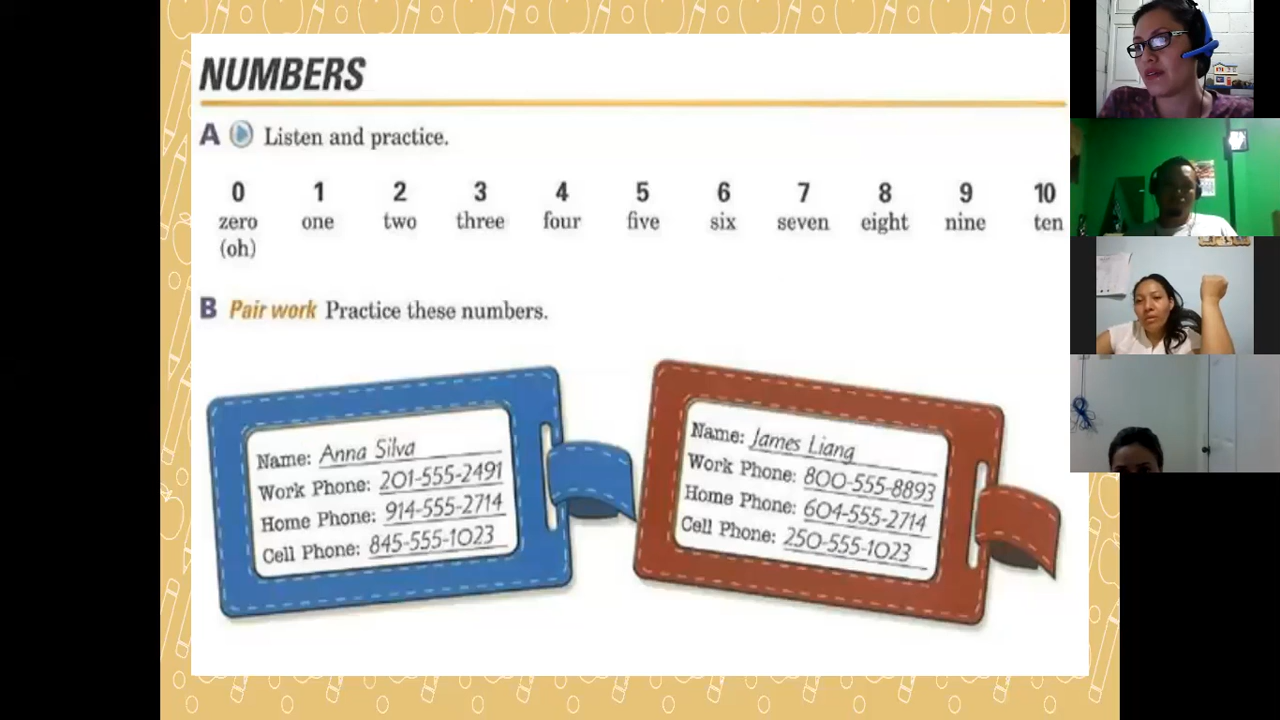 NUMBERS
A Listen and practice.
0 1 2 3 4 5 6 7 8 9 10
zero one two three four five six seven eight nine ten
(oh)
B Pair work Practice these numbers.
Name: Anna Silva
Work Phone: 201-555-2491
Home Phone: 914-555-2714
Cell Phone: 845-555-1023
Name: James Liang
Work Phone: 800-555-8893
Home Phone: 604-555-2714
Cell Phone: 250-555-1023